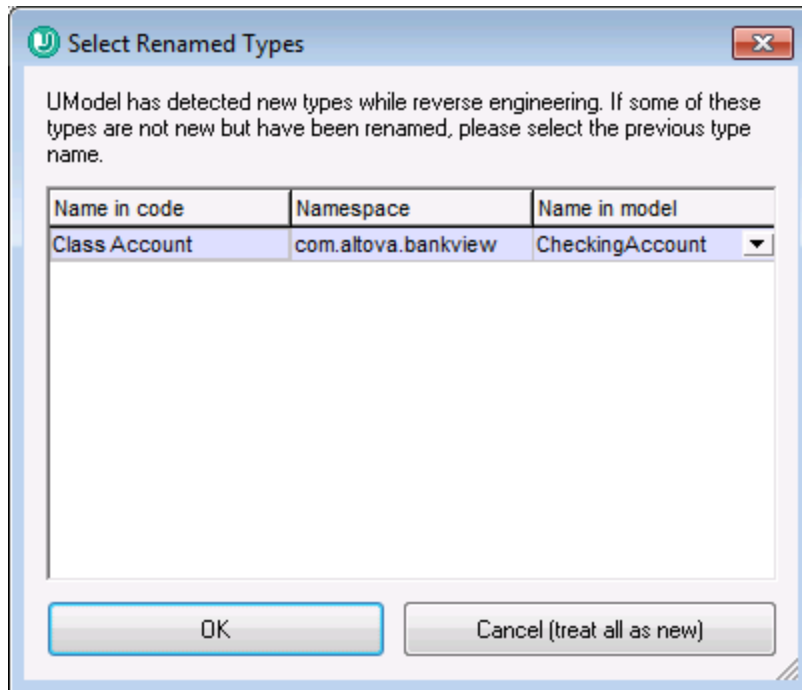 Select Renamed Types
UModel has detected new types while reverse engineering. If some of these
types are not new but have been renamed, please select the previous type
name.
Name in code Namespace Name in model
Class Account com.altova.bankview CheckingAccount
OK Cancel (treat all as new)